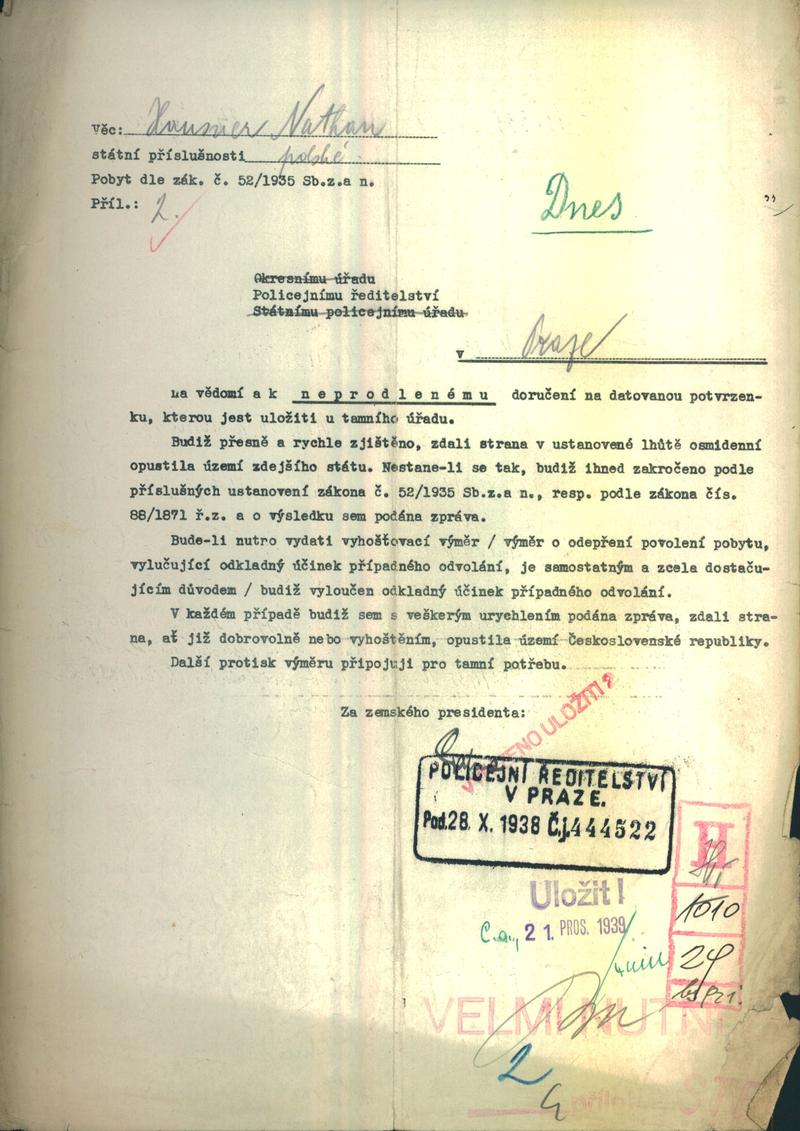 Věc: Hausner Nathan
státní příslušnosti polské
Pobyt dle zák. č. 52/1935 Sb.z.a n.
Příl.: 2.
Dnes
Okresnímu úřadu
Policejnímu ředitelství
Státnímu policejnímu úřadu
v Praze
na vědomí a k neprodlenému doručení na datovanou potvrzen-
ku, kterou jest uložiti u tamního úřadu.
Budiž přesně a rychle zjištěno, zdali strana v ustanovené lhůtě osmidenní
opustila území zdejšího státu. Nestane-li se tak, budiž ihned zakročeno podle
příslušných ustanovení zákona č. 52/1935 Sb.z.a n., resp. podle zákona čís.
88/1871 ř.z. a o výsledku sem podána zpráva.
Bude-li nutro vydati vyhošťovací výměr / výměr o odepření povolení pobytu,
vylučující odkladný účinek případného odvolání, je samostatným a zcela dostaču-
jícím důvodem / budiž vyloučen odkladný účinek případného odvolání.
V každém případě budiž sem s veškerým urychlením podána zpráva, zdali stra-
na, ať již dobrovolně nebo vyhoštěním, opustila území Československé republiky.
Další protisk výměru připojuji pro tamní potřebu.
Za zemského presidenta:
ULOŽITI?
POLICEJNÍ ŘEDITELSTVÍ
V PRAZE.
Pod. 28. X. 1938 Č.j. 444522
II
Uložit!
1010
21. PROS. 1939
29
VELMI NUTN
2